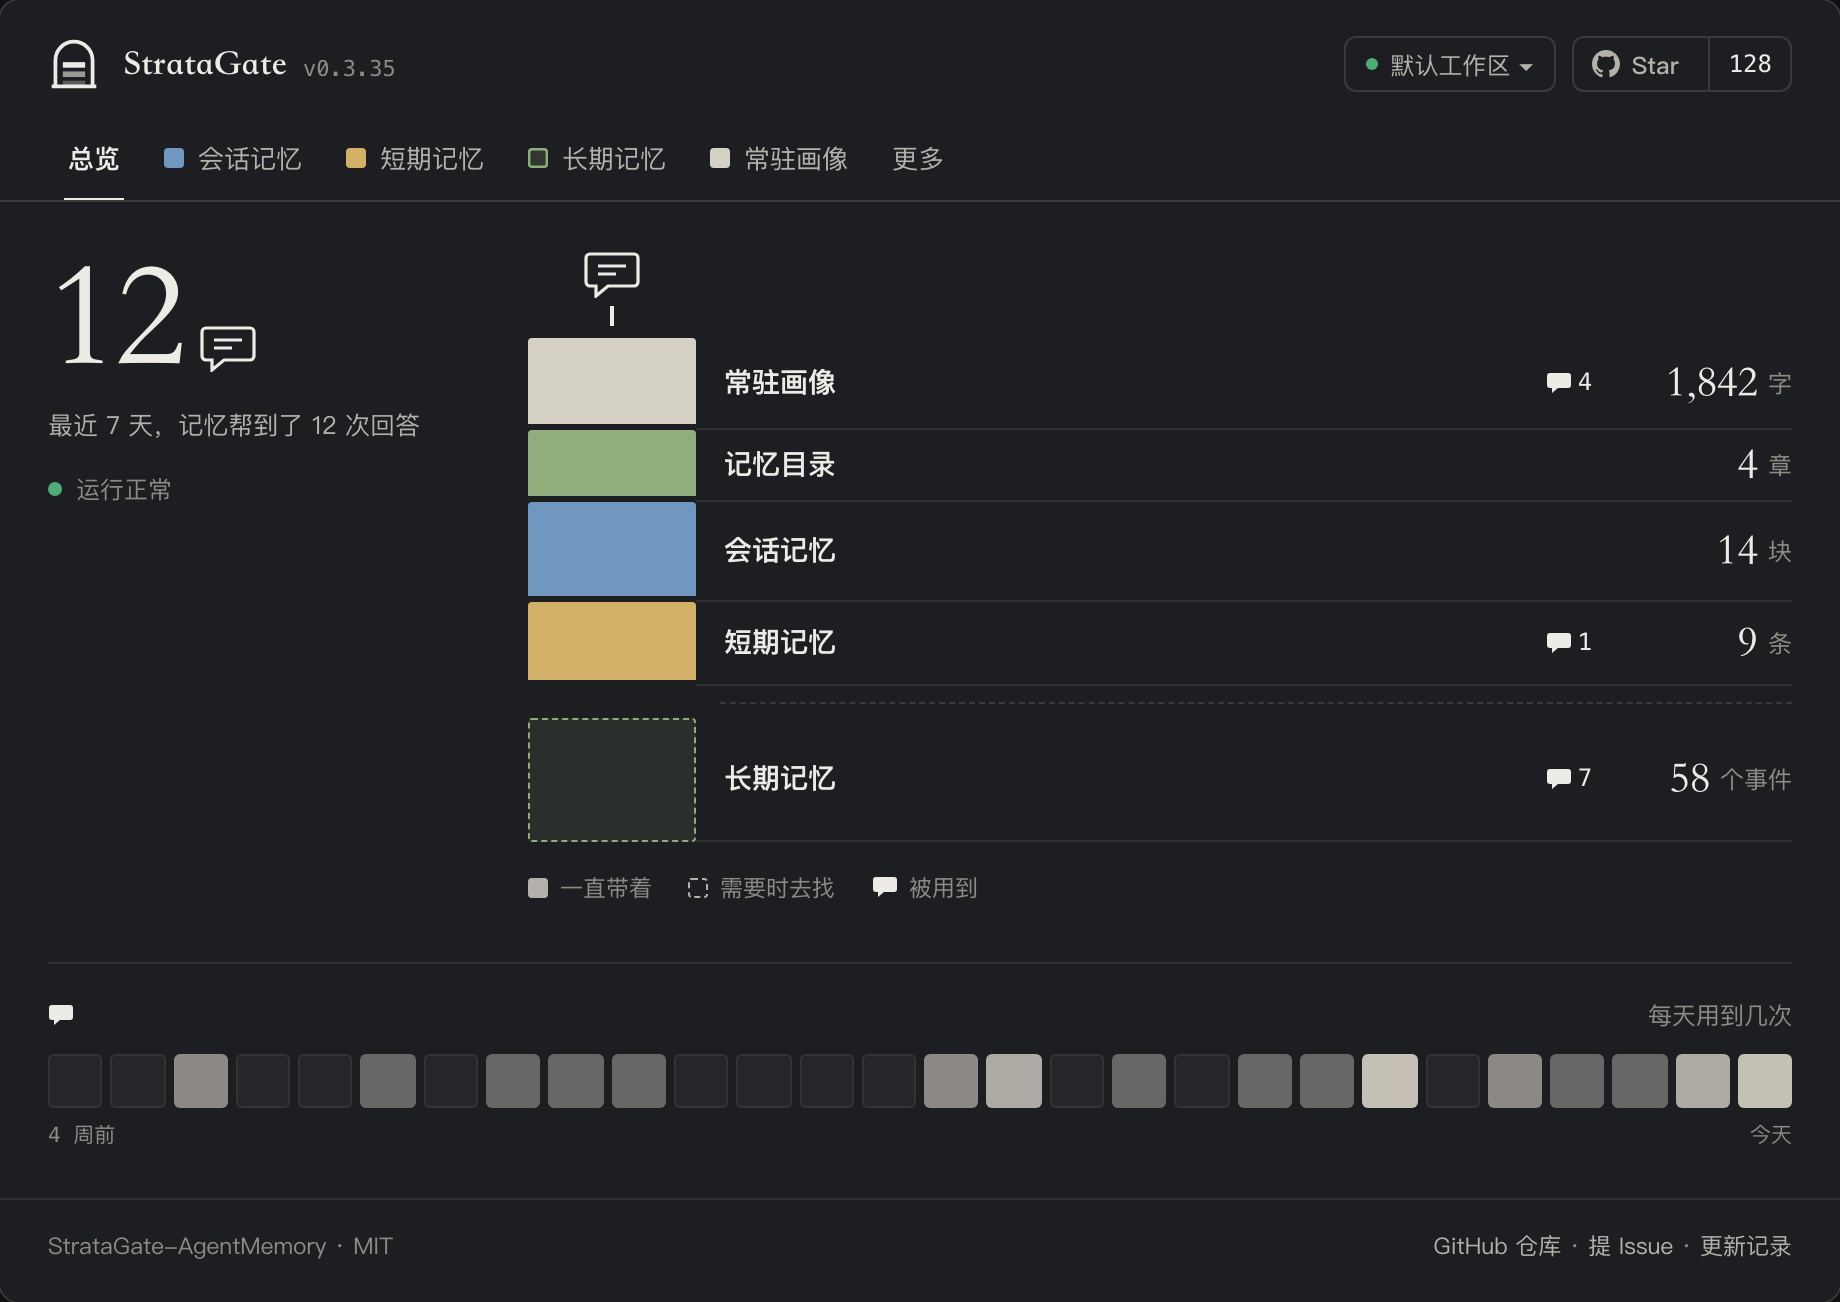 StrataGate v0.3.35
默认工作区
Star 128
总览 会话记忆 短期记忆 长期记忆 常驻画像 更多
12
最近 7 天，记忆帮到了 12 次回答
运行正常
常驻画像 4 1,842 字
记忆目录 4 章
会话记忆 14 块
短期记忆 1 9 条
长期记忆 7 58 个事件
一直带着 需要时去找 被用到
每天用到几次
4 周前 今天
StrataGate-AgentMemory · MIT
GitHub 仓库 · 提 Issue · 更新记录